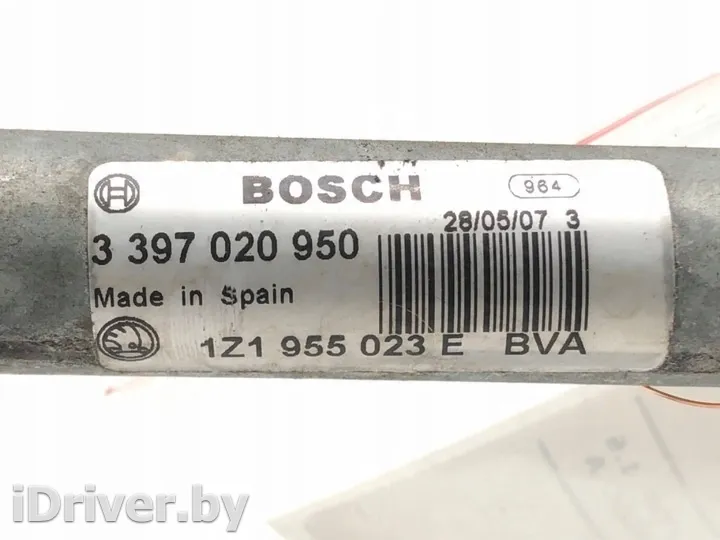 BOSCH 964
28/05/07 3
3 397 020 950
Made in Spain
1Z1 955 023 E BVA
iDriver.by